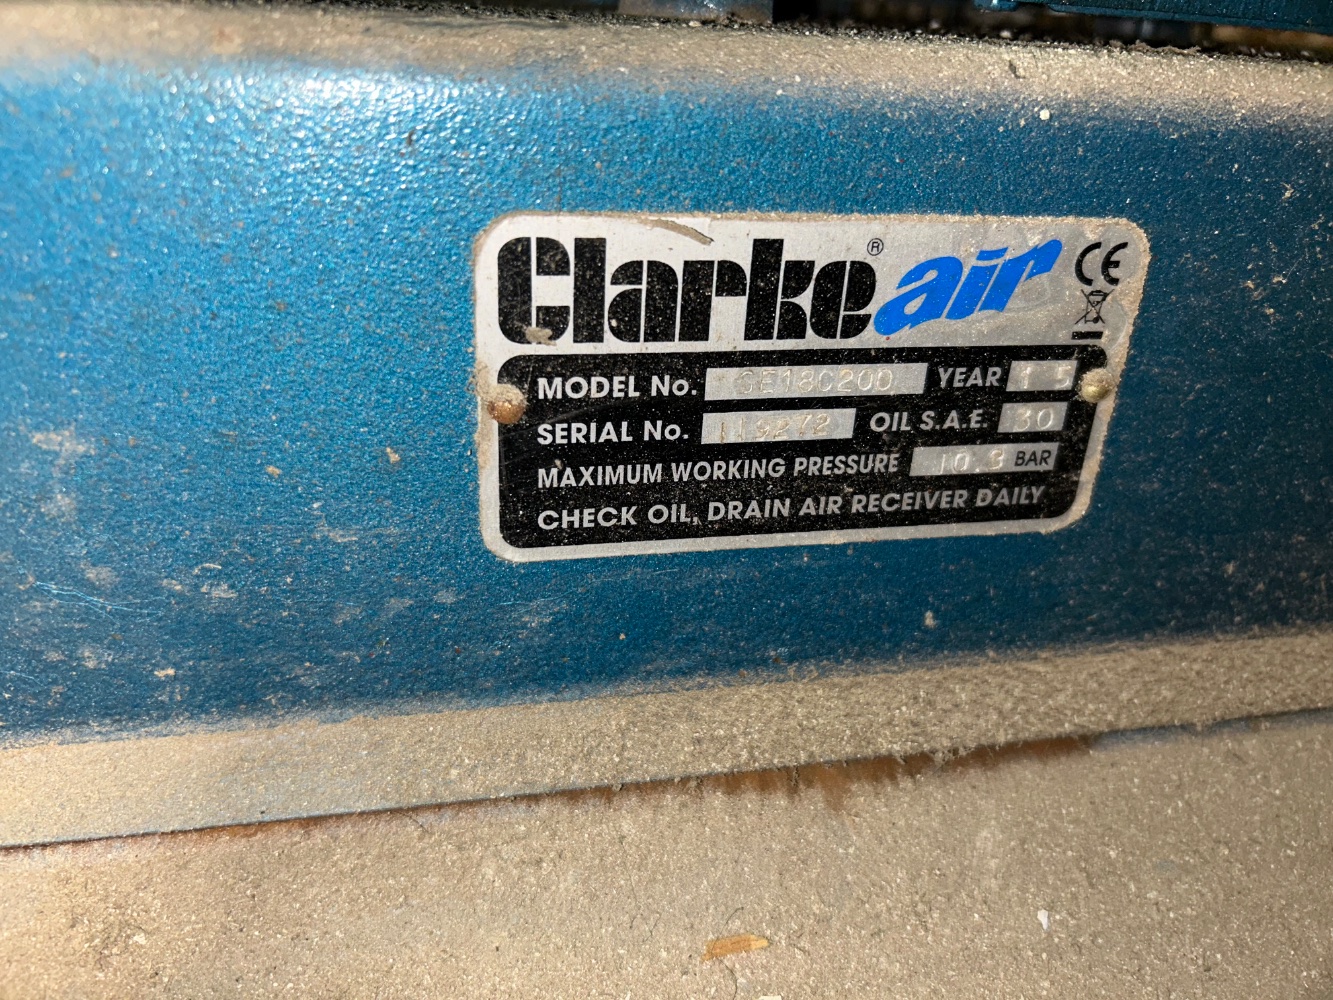 Clarke® air CE
MODEL No. SE18C200 YEAR 15
SERIAL No. 119272 OIL S.A.E. 30
MAXIMUM WORKING PRESSURE 10.3 BAR
CHECK OIL, DRAIN AIR RECEIVER DAILY